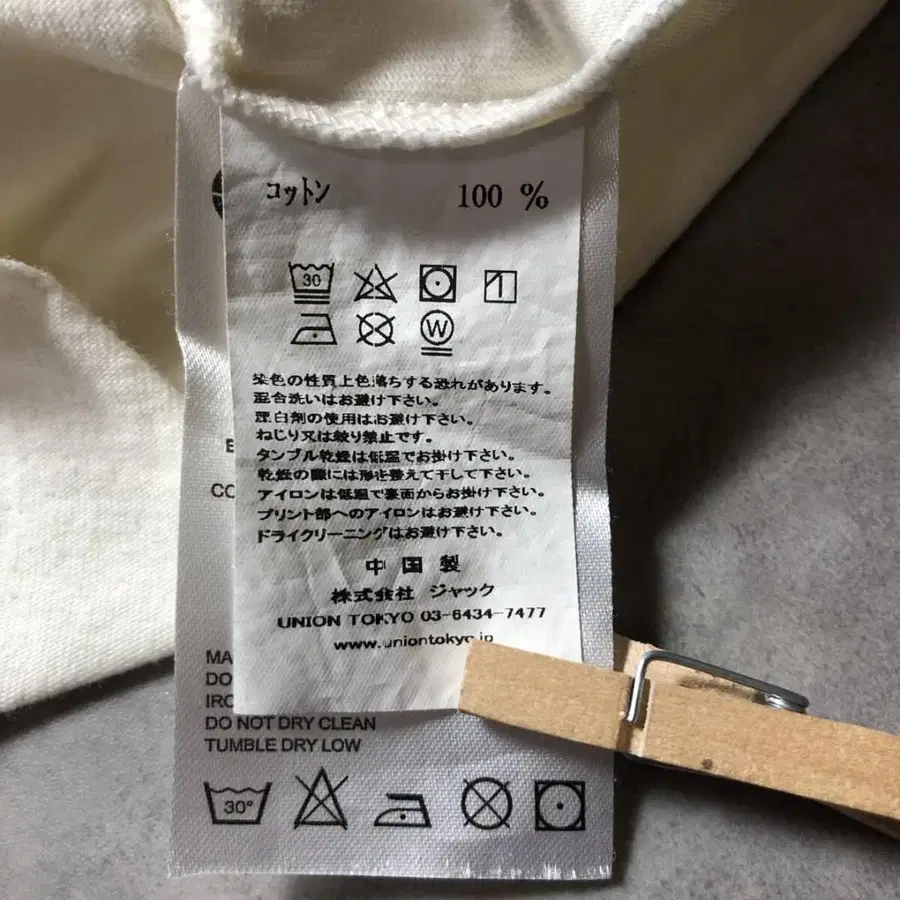 コットン 100 %
30 1
W
染色の性質上色落ちする恐れがあります。
混合洗いはお避け下さい。
漂白剤の使用はお避け下さい。
ねじり又は絞り禁止です。
タンブル乾燥は低温でお掛け下さい。
乾燥の際には形を整えて干して下さい。
アイロンは低温で裏面からお掛け下さい。
プリント部へのアイロンはお避け下さい。
ドライクリーニングはお避け下さい。
中国製
株式会社 ジャック
UNION TOKYO 03-6434-7477
www.uniontokyo.jp
DO NOT DRY CLEAN
TUMBLE DRY LOW
30°